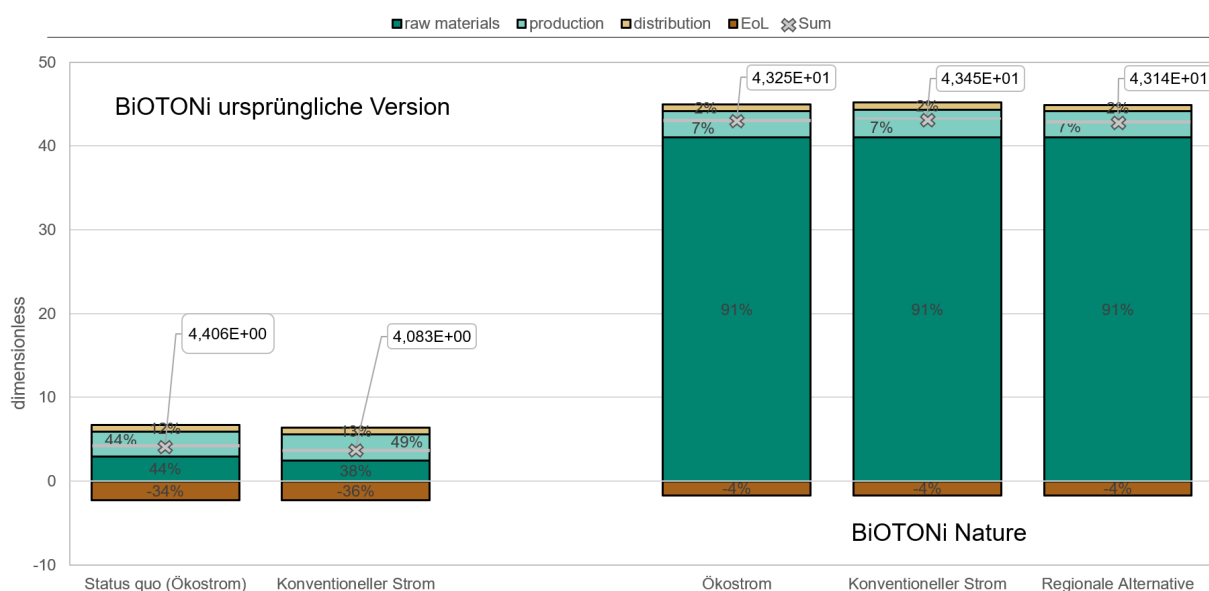 raw materials production distribution EoL Sum
50
40
30
20
10
0
-10
dimensionless
BiOTONi ursprüngliche Version
4,406E+00
4,083E+00
4,325E+01
4,345E+01
4,314E+01
12%
44%
44%
-34%
13%
49%
38%
-36%
2%
7%
91%
-4%
2%
7%
91%
-4%
2%
7%
91%
-4%
BiOTONi Nature
Status quo (Ökostrom)
Konventioneller Strom
Ökostrom
Konventioneller Strom
Regionale Alternative